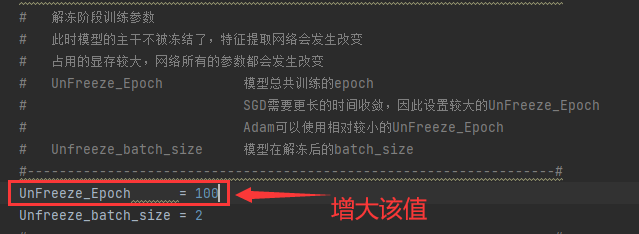 #   解冻阶段训练参数
#   此时模型的主干不被冻结了，特征提取网络会发生改变
#   占用的显存较大，网络所有的参数都会发生改变
#   UnFreeze_Epoch          模型总共训练的epoch
#                           SGD需要更长的时间收敛，因此设置较大的UnFreeze_Epoch
#                           Adam可以使用相对较小的UnFreeze_Epoch
#   Unfreeze_batch_size     模型在解冻后的batch_size
#------------------------------------------------------------------#
UnFreeze_Epoch      = 100
增大该值
Unfreeze_batch_size = 2